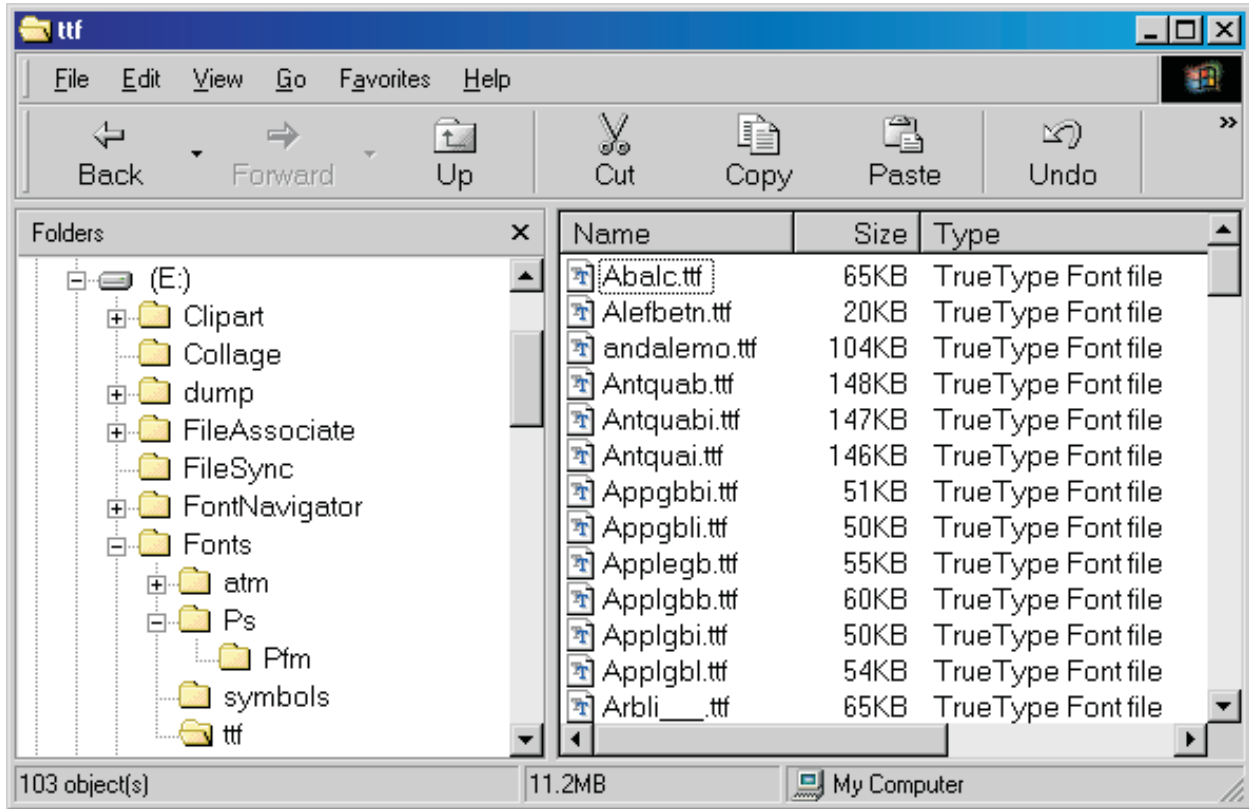 ttf
File Edit View Go Favorites Help
Back Forward Up Cut Copy Paste Undo »
Folders
(E:)
Clipart
Collage
dump
FileAssociate
FileSync
FontNavigator
Fonts
atm
Ps
Pfm
symbols
ttf
Name Size Type
Abalc.ttf 65KB TrueType Font file
Alefbetn.ttf 20KB TrueType Font file
andalemo.ttf 104KB TrueType Font file
Antquab.ttf 148KB TrueType Font file
Antquabi.ttf 147KB TrueType Font file
Antquai.ttf 146KB TrueType Font file
Appgbbi.ttf 51KB TrueType Font file
Appgbli.ttf 50KB TrueType Font file
Applegb.ttf 55KB TrueType Font file
Applgbb.ttf 60KB TrueType Font file
Applgbi.ttf 50KB TrueType Font file
Applgbl.ttf 54KB TrueType Font file
Arbli___.ttf 65KB TrueType Font file
103 object(s) 11.2MB My Computer